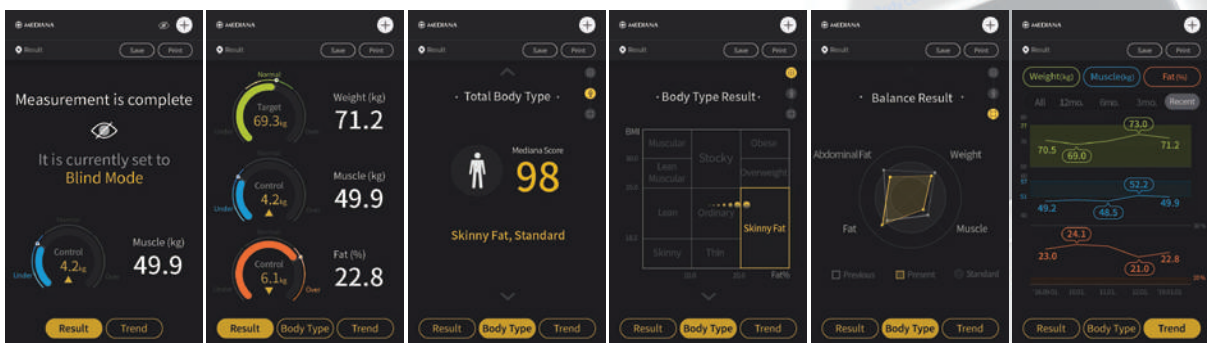 MEDIANA
Result
Save
Print
Measurement is complete
It is currently set to
Blind Mode
Normal
Under
Over
Control
4.2kg
Muscle (kg)
49.9
Result
Trend
MEDIANA
Result
Save
Print
Normal
Under
Over
Target
69.3kg
Weight (kg)
71.2
Under
Control
4.2kg
Muscle (kg)
49.9
Over
Control
6.1kg
Fat (%)
22.8
Result
Body Type
Trend
MEDIANA
Result
Save
Print
· Total Body Type ·
Mediana Score
98
Skinny Fat, Standard
Result
Body Type
Trend
MEDIANA
Result
Save
Print
· Body Type Result ·
BMI
Muscular
Stocky
Obese
Lean
Muscular
Overweight
Lean
Ordinary
Skinny Fat
Skinny
Thin
Fat%
Result
Body Type
Trend
MEDIANA
Result
Save
Print
· Balance Result ·
Abdominal Fat
Weight
Fat
Muscle
Previous
Present
Standard
Result
Body Type
Trend
MEDIANA
Result
Save
Print
Weight(kg)
Muscle(kg)
Fat (%)
All
12mo.
6mo.
3mo.
Recent
73.0
70.5
69.0
71.2
52.2
49.2
48.5
49.9
24.1
23.0
21.0
22.8
Result
Body Type
Trend